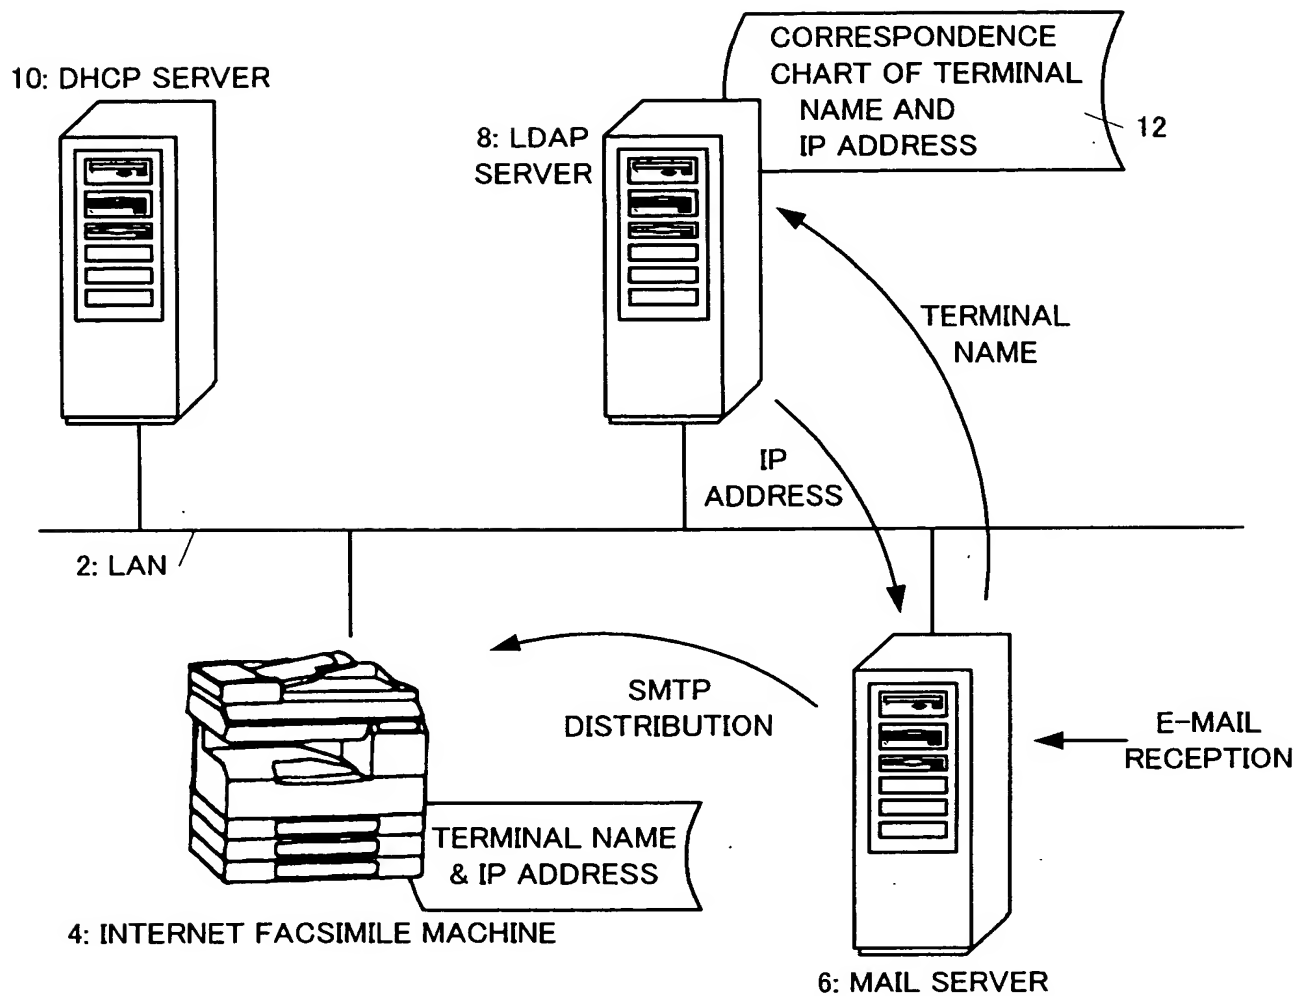 CORRESPONDENCE
CHART OF TERMINAL
NAME AND
IP ADDRESS
12
10: DHCP SERVER
8: LDAP
SERVER
TERMINAL
NAME
IP
ADDRESS
2: LAN
SMTP
DISTRIBUTION
E-MAIL
RECEPTION
TERMINAL NAME
& IP ADDRESS
4: INTERNET FACSIMILE MACHINE
6: MAIL SERVER